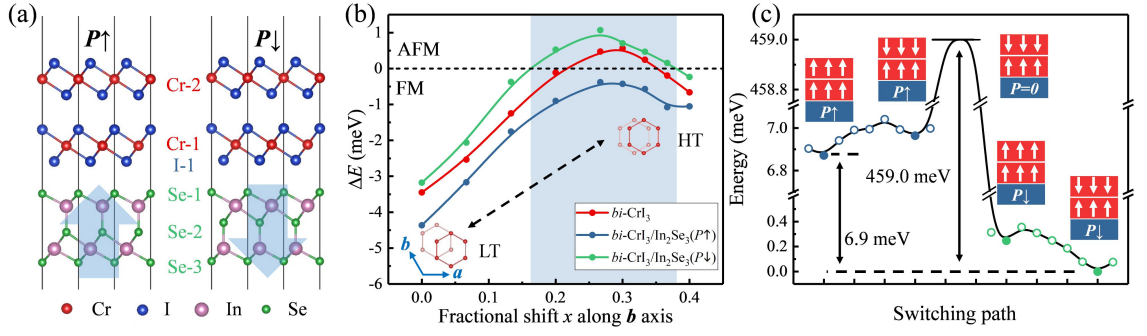 (a)
P↑
P↓
Cr-2
Cr-1
I-1
Se-1
Se-2
Se-3
Cr
I
In
Se
(b)
ΔE (meV)
1
0
-1
-2
-3
-4
-5
-6
AFM
FM
HT
LT
b
a
bi-CrI₃
bi-CrI₃/In₂Se₃(P↑)
bi-CrI₃/In₂Se₃(P↓)
0.0
0.1
0.2
0.3
0.4
Fractional shift x along b axis
(c)
Energy (meV)
459.0
458.8
7.0
6.8
0.4
0.2
0.0
P↑
P↑
P=0
P↓
P↓
459.0 meV
6.9 meV
Switching path